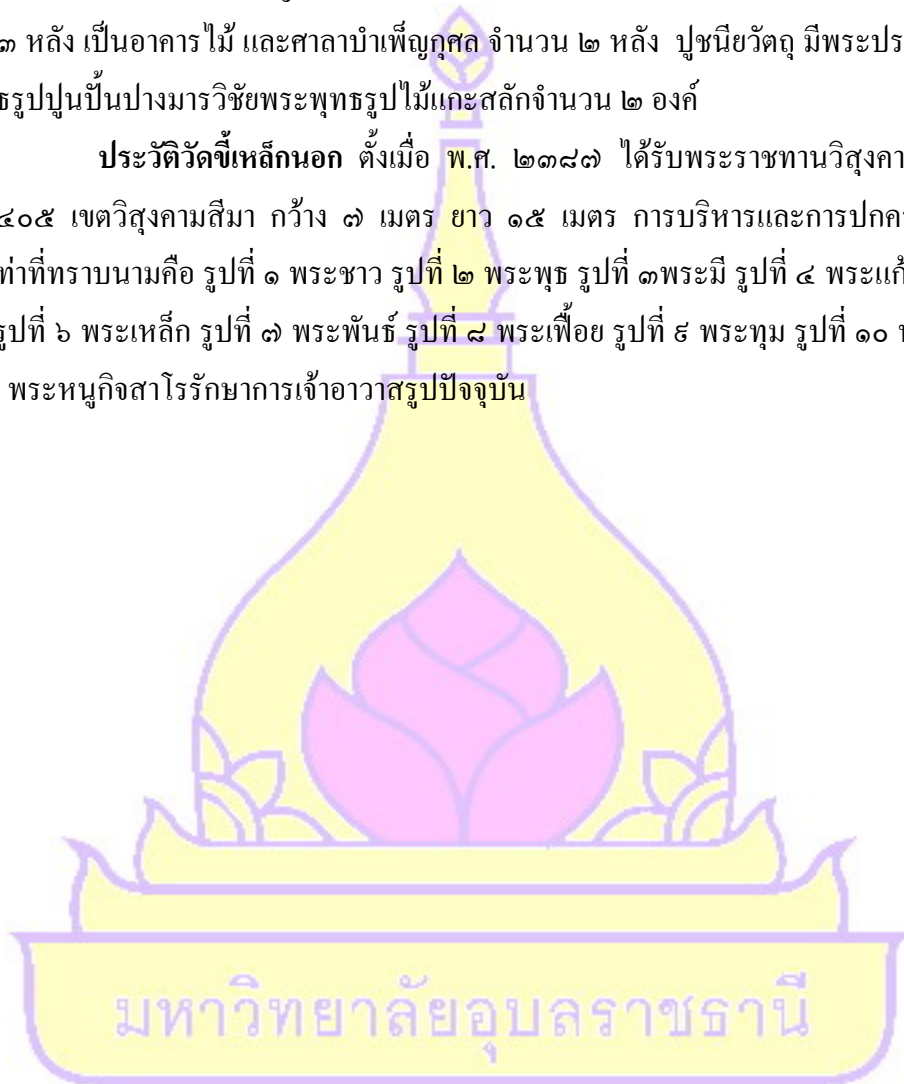 ๓ หลัง เป็นอาคารไม้ และศาลาบำเพ็ญกุศล จำนวน ๒ หลัง ปูชนียวัตถุ มีพระประ
ธรูปปูนปั้นปางมารวิชัยพระพุทธรูปไม้แกะสลักจำนวน ๒ องค์
ประวัติวัดขี้เหล็กนอก ตั้งเมื่อ พ.ศ. ๒๓๘๗ ได้รับพระราชทานวิสุงคา
๔๐๕ เขตวิสุงคามสีมา กว้าง ๗ เมตร ยาว ๑๕ เมตร การบริหารและการปกค
ท่าที่ทราบนามคือ รูปที่ ๑ พระชาว รูปที่ ๒ พระพุธ รูปที่ ๓พระมี รูปที่ ๔ พระแก้
รูปที่ ๖ พระเหล็ก รูปที่ ๗ พระพันธ์ รูปที่ ๘ พระเฟื้อย รูปที่ ๙ พระทุม รูปที่ ๑๐
พระหนูกิจสาโรรักษาการเจ้าอาวาสรูปปัจจุบัน
มหาวิทยาลัยอุบลราชธานี